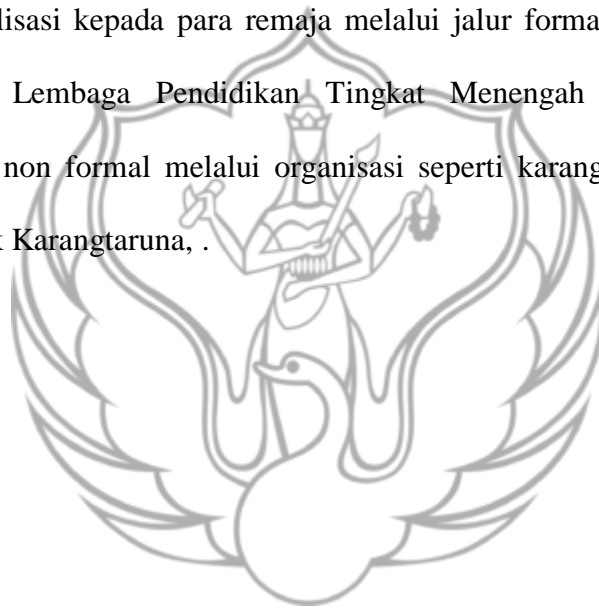 lisasi kepada para remaja melalui jalur forma
Lembaga Pendidikan Tingkat Menengah
non formal melalui organisasi seperti karang
Karangtaruna, .